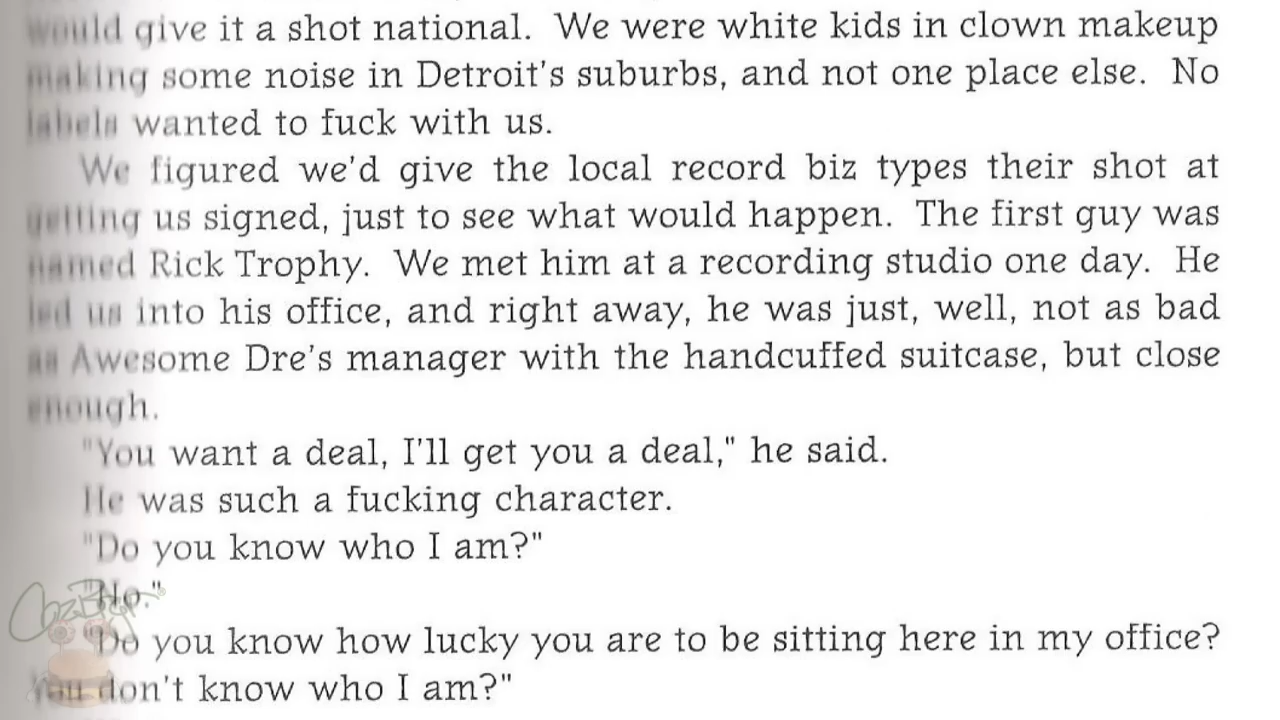 would give it a shot national. We were white kids in clown makeup
making some noise in Detroit's suburbs, and not one place else. No
labels wanted to fuck with us.
We figured we'd give the local record biz types their shot at
getting us signed, just to see what would happen. The first guy was
named Rick Trophy. We met him at a recording studio one day. He
led us into his office, and right away, he was just, well, not as bad
as Awesome Dre's manager with the handcuffed suitcase, but close
enough.
"You want a deal, I'll get you a deal," he said.
He was such a fucking character.
"Do you know who I am?"
"No."
"Do you know how lucky you are to be sitting here in my office?
You don't know who I am?"